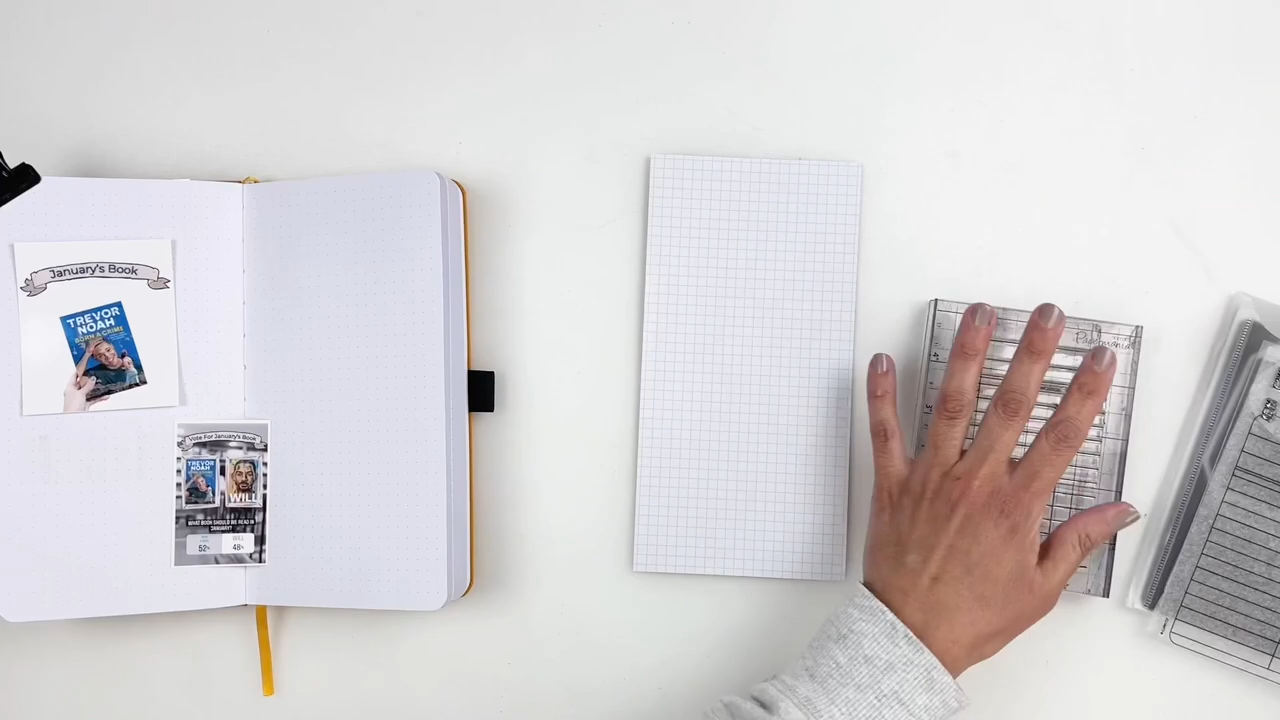 January's Book
TREVOR
NOAH
BORN A CRIME
Vote For January's Book
TREVOR
NOAH
WILL
WHAT BOOK SHOULD WE READ IN
JANUARY?
WILL
52%
48%